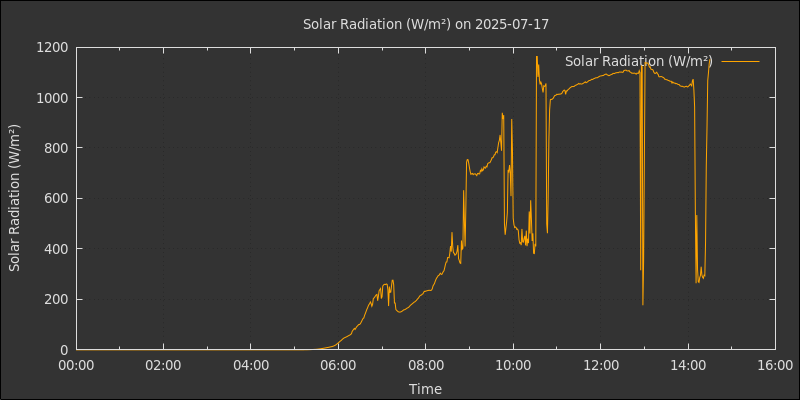 Solar Radiation (W/m²) on 2025-07-17
Solar Radiation (W/m²)
Solar Radiation (W/m²)
1200
1000
800
600
400
200
0
00:00 02:00 04:00 06:00 08:00 10:00 12:00 14:00 16:00
Time